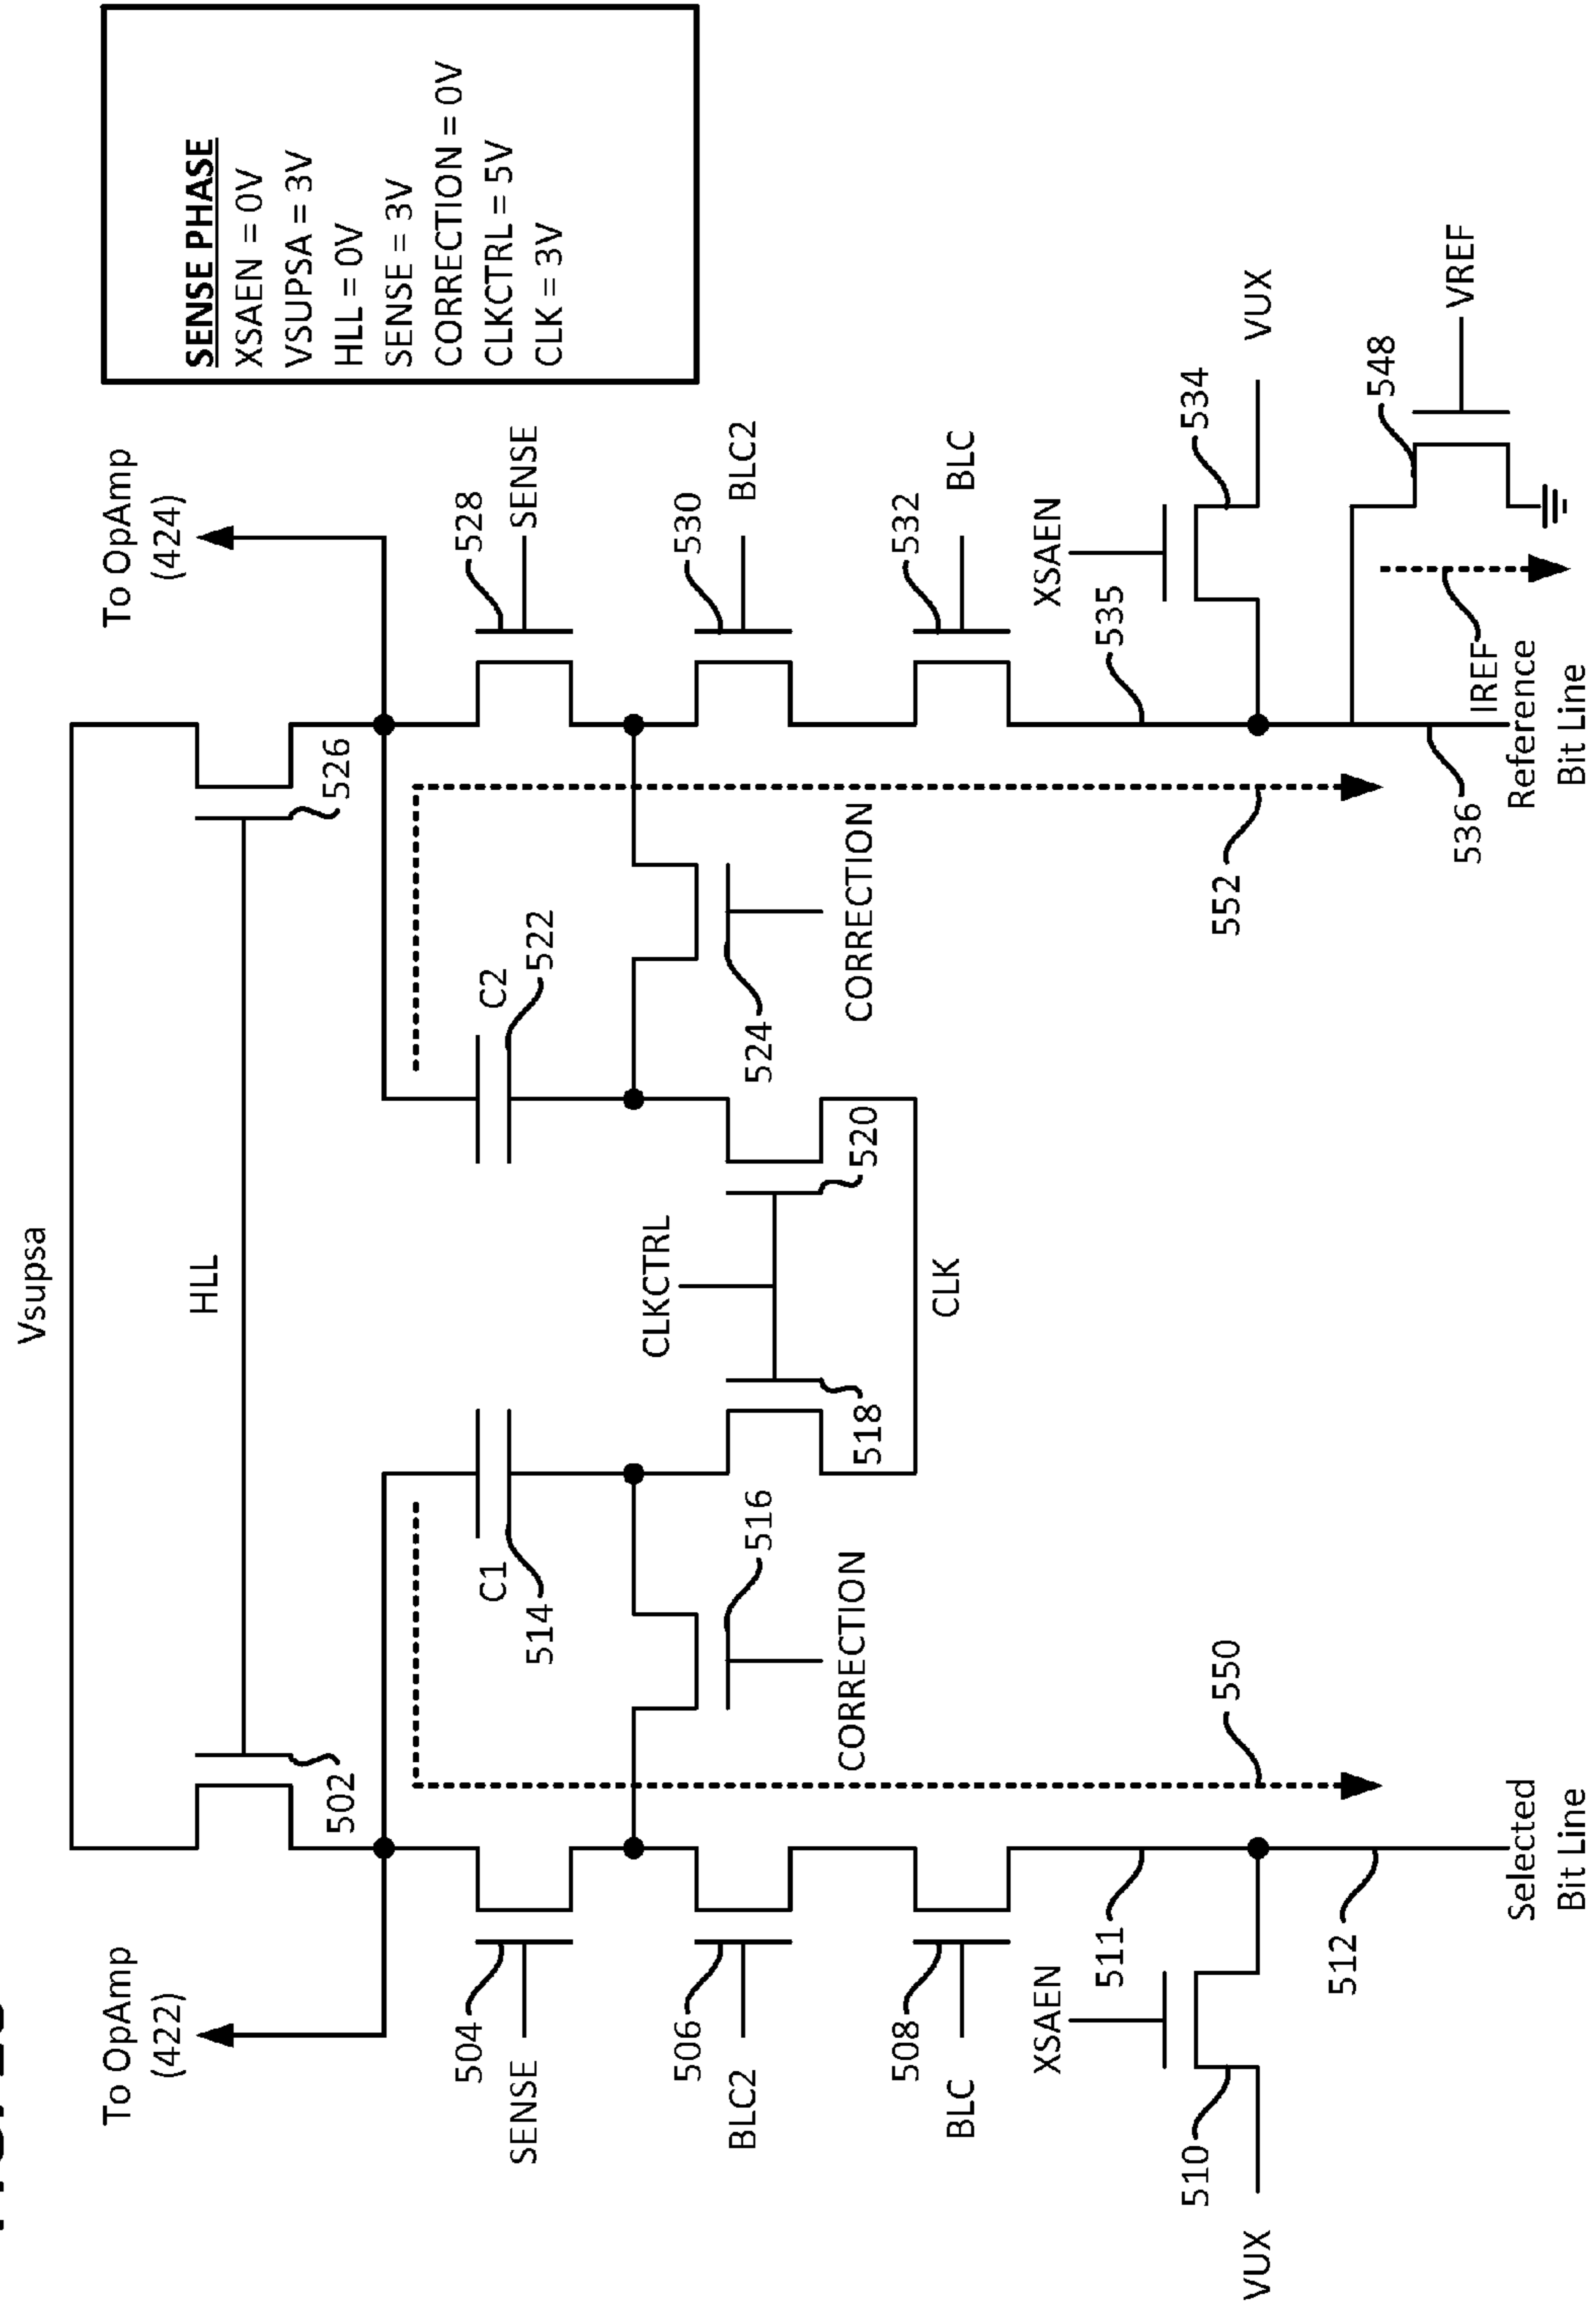 Vsupsa
HLL
To OpAmp
(422)
To OpAmp
(424)
502
526
SENSE PHASE
XSAEN = 0V
VSUPSA = 3V
HLL = 0V
SENSE = 3V
CORRECTION = 0V
CLKCTRL = 5V
CLK = 3V
504
SENSE
C1
514
C2
522
528
SENSE
506
BLC2
516
CORRECTION
CLKCTRL
518
520
524
CORRECTION
530
BLC2
508
BLC
CLK
532
BLC
XSAEN
511
535
XSAEN
510
VUX
550
552
534
VUX
512
536
IREF
548
VREF
Selected
Bit Line
Reference
Bit Line